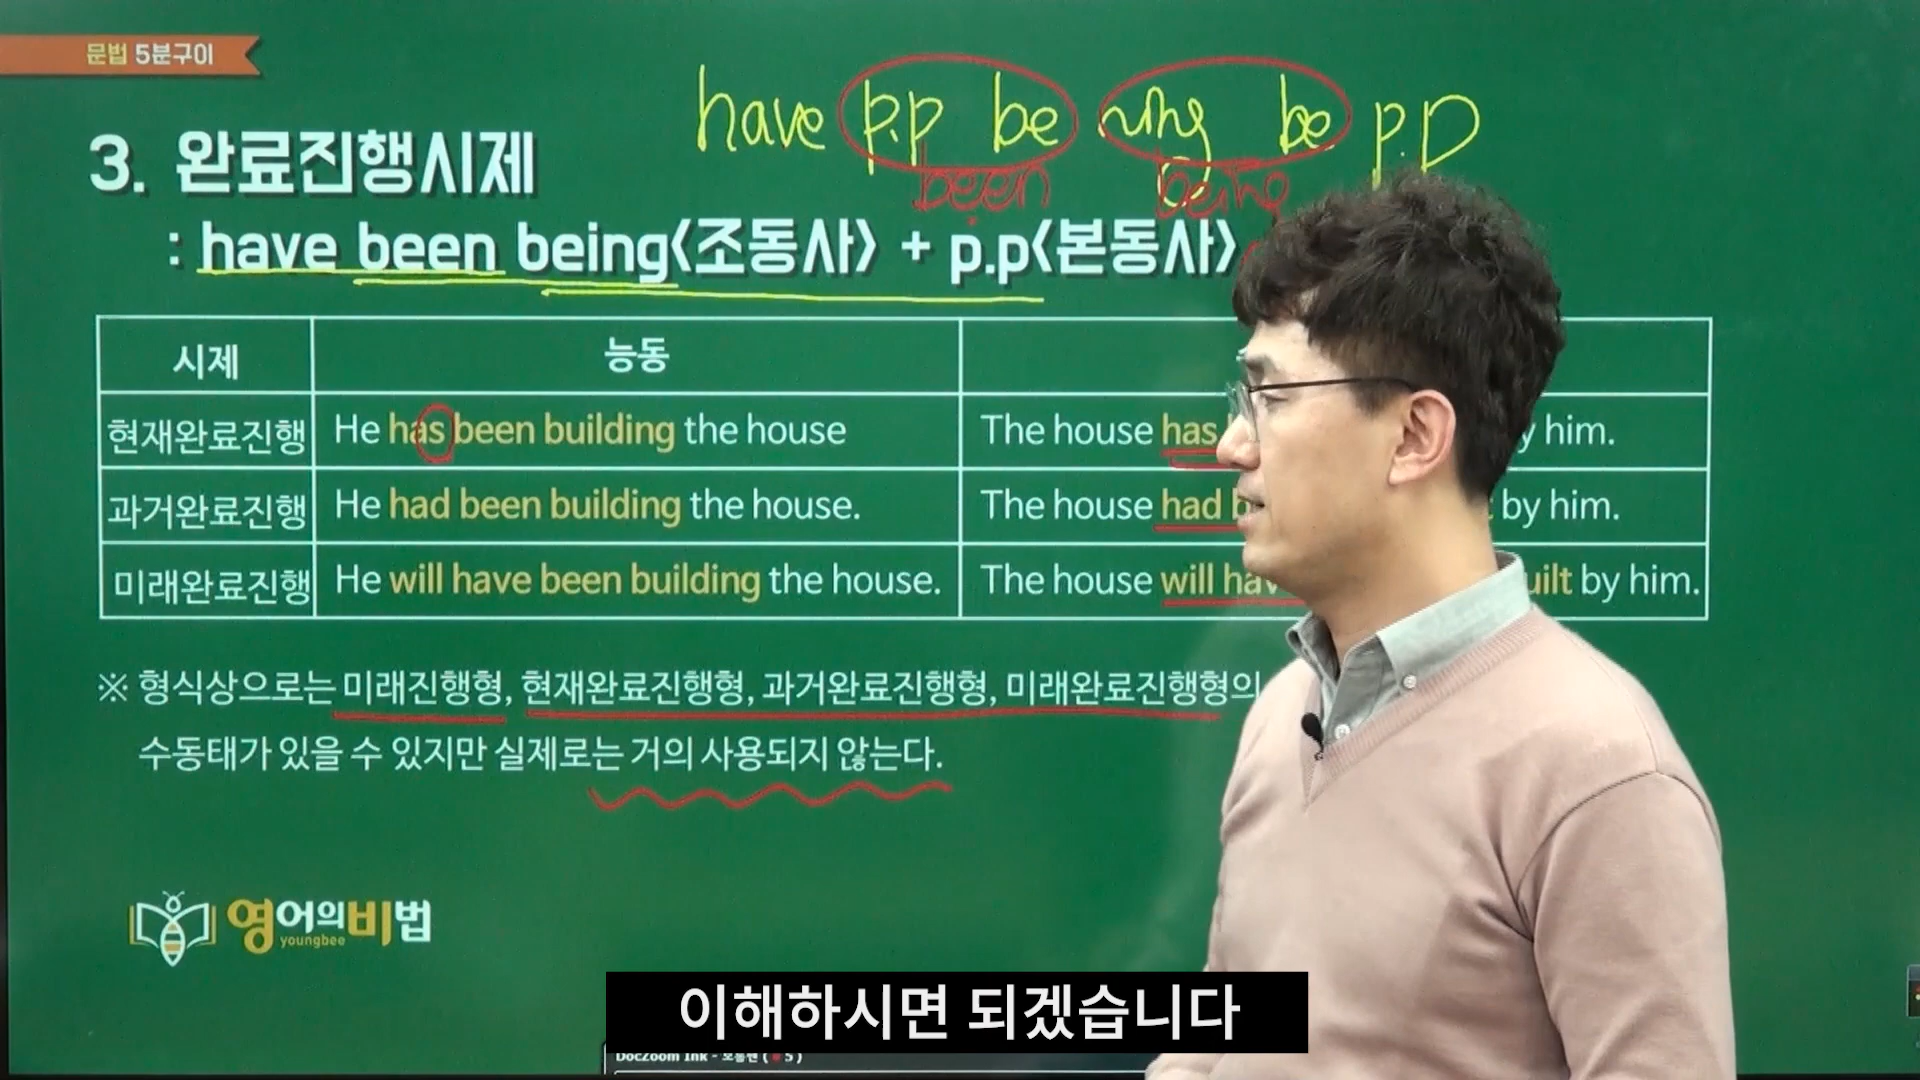 문법 5분구이
have p.p be ing be p.p
been being
3. 완료진행시제
: have been being<조동사> + p.p<본동사>
시제 능동
현재완료진행 He has been building the house The house has by him.
과거완료진행 He had been building the house. The house had by him.
미래완료진행 He will have been building the house. The house will by him.
※ 형식상으로는 미래진행형, 현재완료진행형, 과거완료진행형, 미래완료진행형의
수동태가 있을 수 있지만 실제로는 거의 사용되지 않는다.
영어의비법
youngbee
이해하시면 되겠습니다
DocZoom Ink -